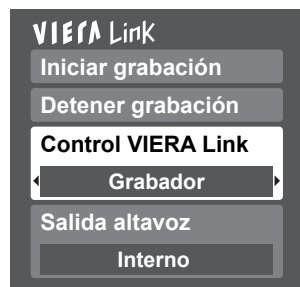 VIERA Link
Iniciar grabación
Detener grabación
Control VIERA Link
Grabador
Salida altavoz
Interno